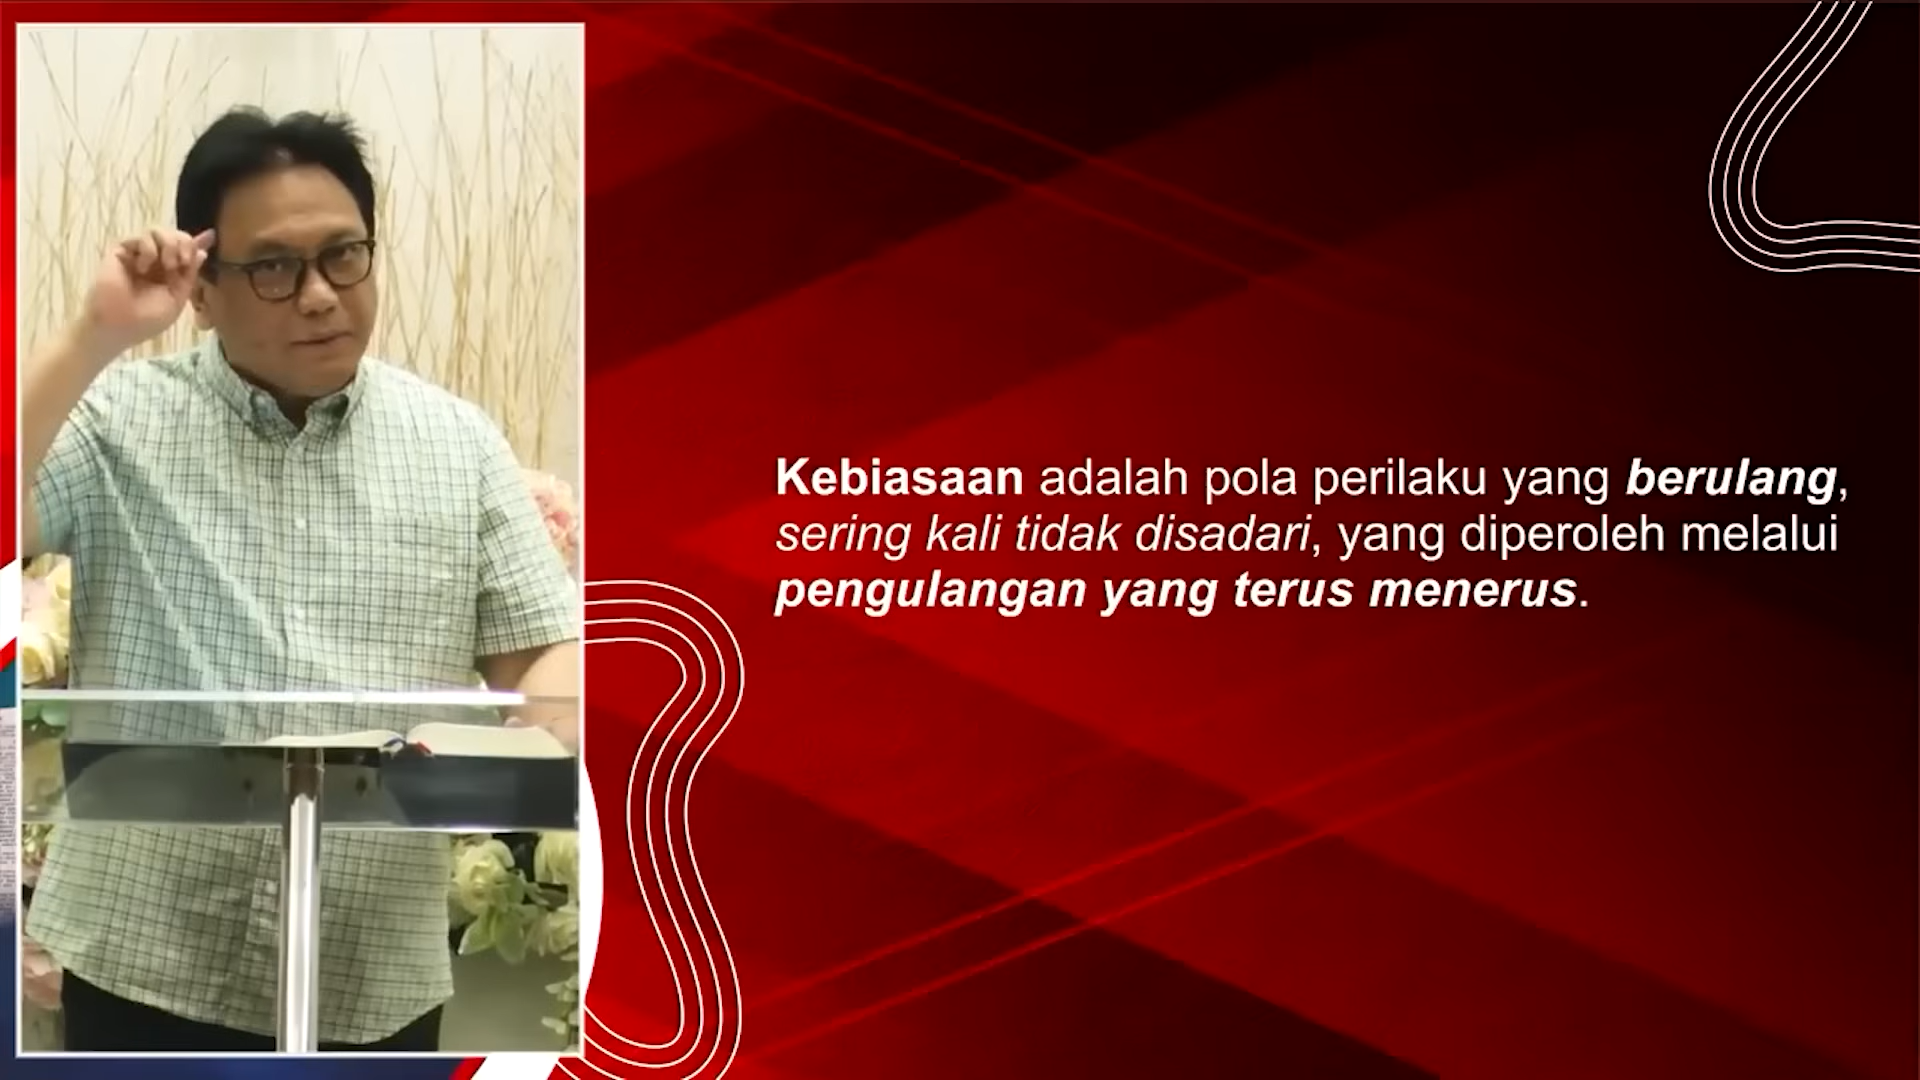 Kebiasaan adalah pola perilaku yang berulang,
sering kali tidak disadari, yang diperoleh melalui
pengulangan yang terus menerus.